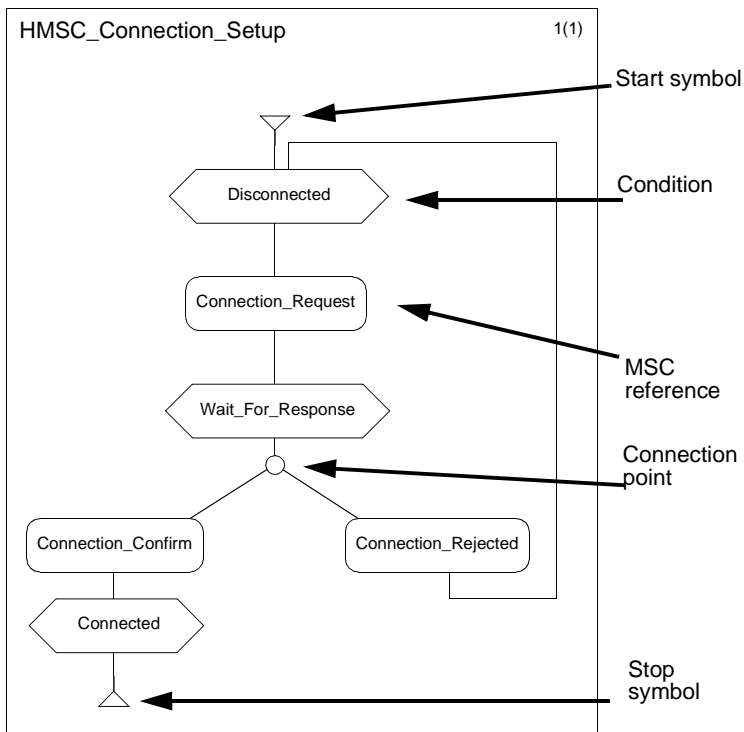 HMSC_Connection_Setup
1(1)
Start symbol
Disconnected
Condition
Connection_Request
MSC
reference
Wait_For_Response
Connection
point
Connection_Confirm
Connection_Rejected
Connected
Stop
symbol